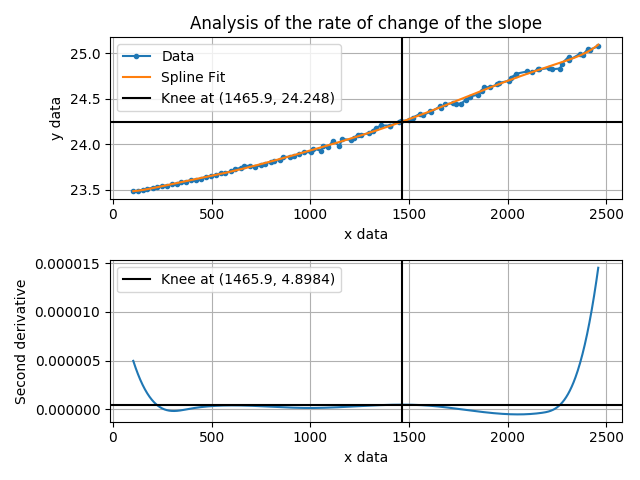 Analysis of the rate of change of the slope
Data
Spline Fit
Knee at (1465.9, 24.248)
y data
25.0
24.5
24.0
23.5
0 500 1000 1500 2000 2500
x data
Knee at (1465.9, 4.8984)
Second derivative
0.000015
0.000010
0.000005
0.000000
0 500 1000 1500 2000 2500
x data